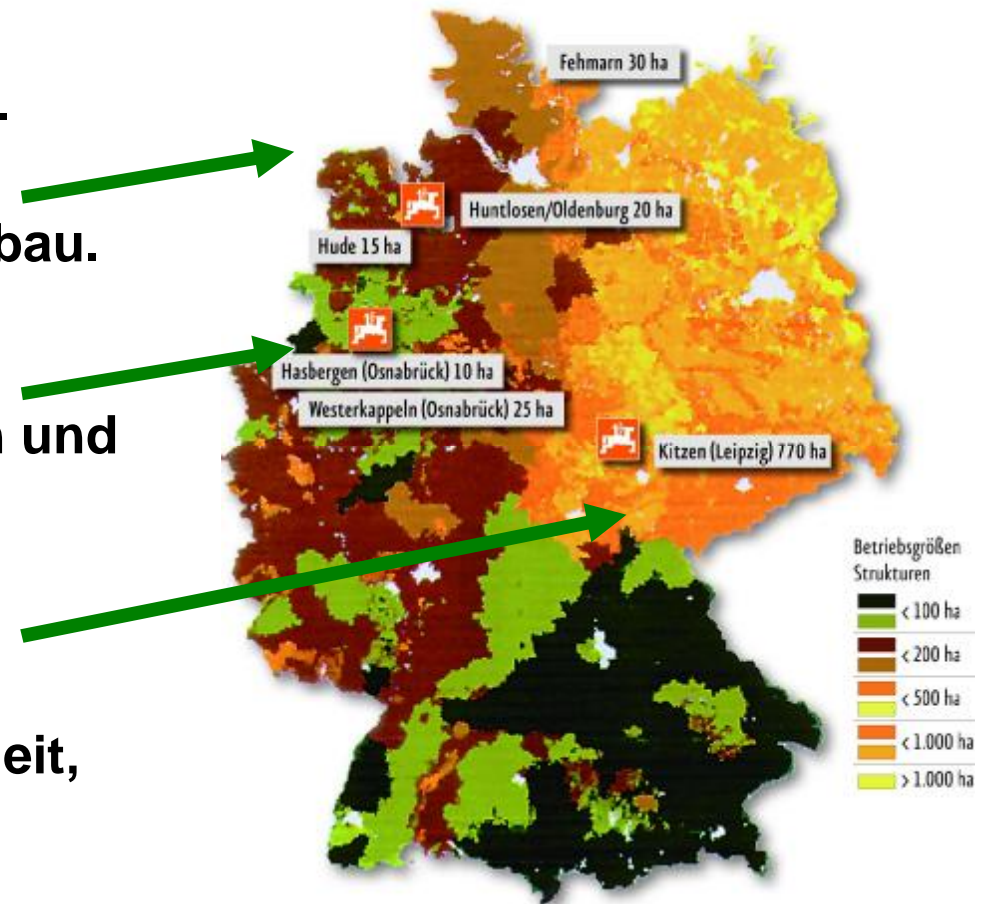 bau.
n und
eit,
Fehmarn 30 ha
Huntlosen/Oldenburg 20 ha
Hude 15 ha
Hasbergen (Osnabrück) 10 ha
Westerkappeln (Osnabrück) 25 ha
Kitzen (Leipzig) 770 ha
Betriebsgrößen
Strukturen
< 100 ha
< 200 ha
< 500 ha
< 1.000 ha
> 1.000 ha